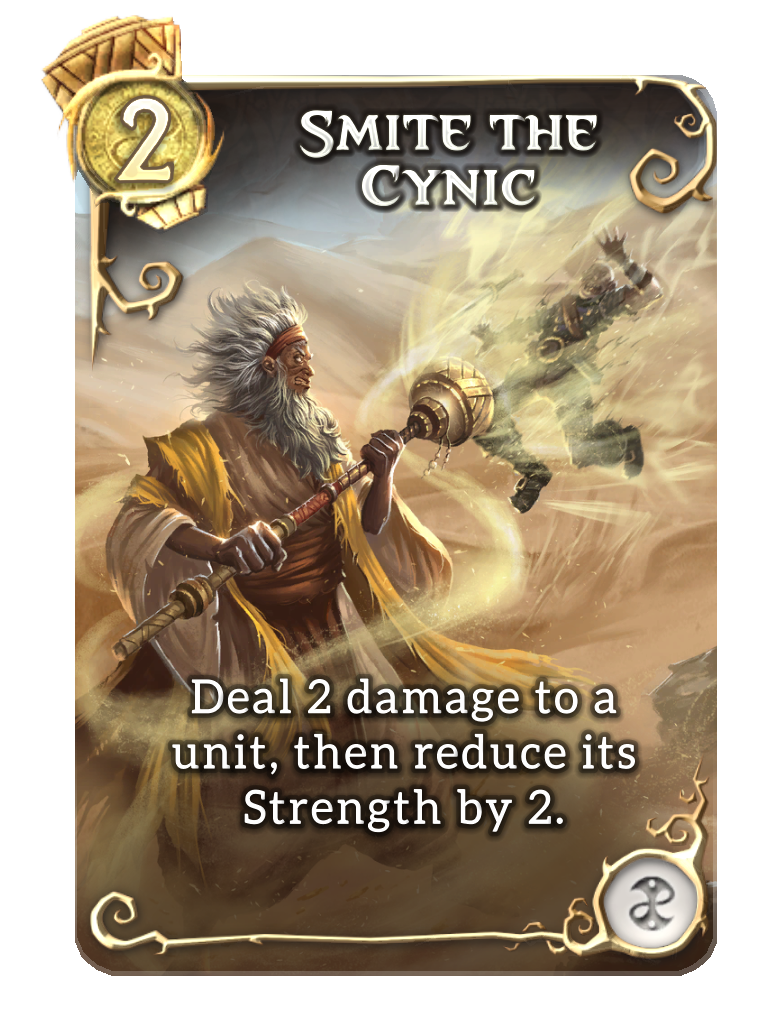 2
Smite the
Cynic
Deal 2 damage to a
unit, then reduce its
Strength by 2.